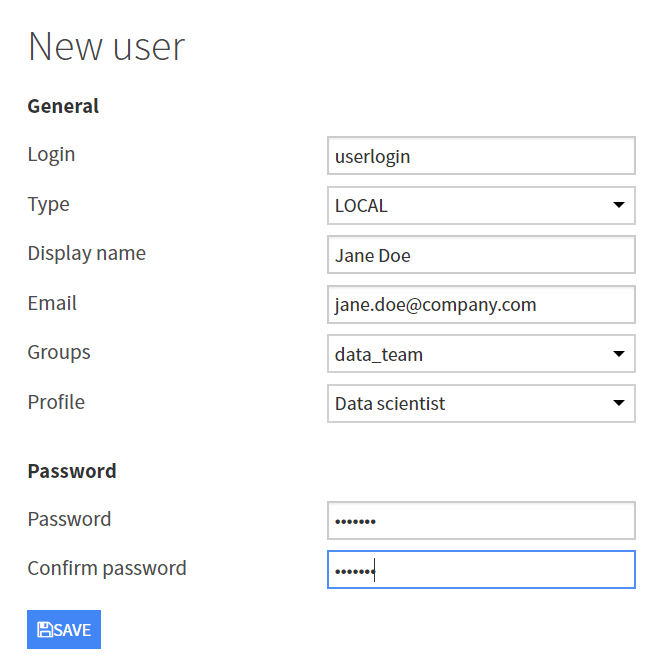 New user
General
Login userlogin
Type LOCAL
Display name Jane Doe
Email jane.doe@company.com
Groups data_team
Profile Data scientist
Password
Password •••••••
Confirm password •••••••
SAVE